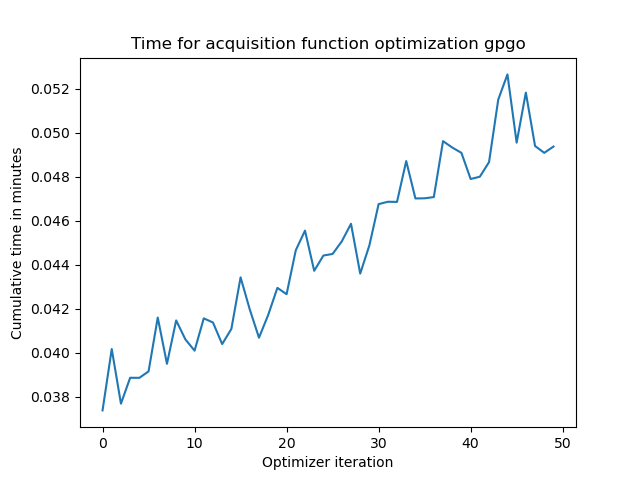 Time for acquisition function optimization gpgo
0.052
0.050
0.048
0.046
0.044
0.042
0.040
0.038
Cumulative time in minutes
0 10 20 30 40 50
Optimizer iteration